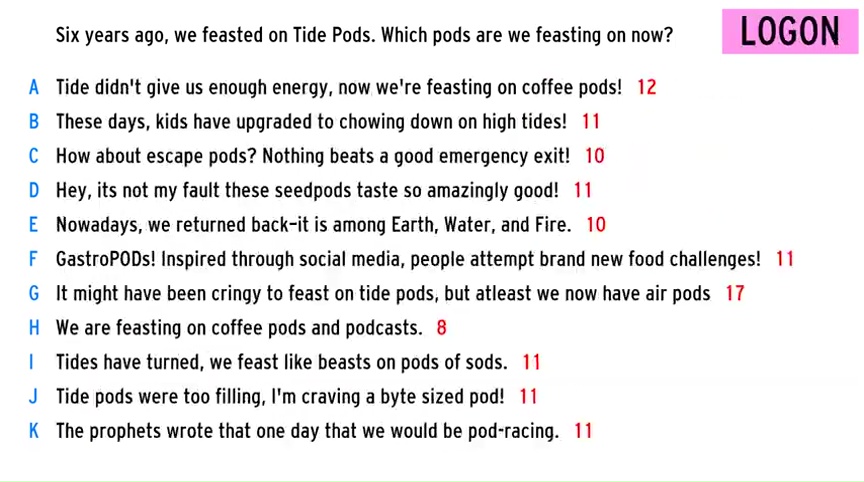 Six years ago, we feasted on Tide Pods. Which pods are we feasting on now?
LOGON
A Tide didn't give us enough energy, now we're feasting on coffee pods! 12
B These days, kids have upgraded to chowing down on high tides! 11
C How about escape pods? Nothing beats a good emergency exit! 10
D Hey, its not my fault these seedpods taste so amazingly good! 11
E Nowadays, we returned back-it is among Earth, Water, and Fire. 10
F GastroPODs! Inspired through social media, people attempt brand new food challenges! 11
G It might have been cringy to feast on tide pods, but atleast we now have air pods 17
H We are feasting on coffee pods and podcasts. 8
I Tides have turned, we feast like beasts on pods of sods. 11
J Tide pods were too filling, I'm craving a byte sized pod! 11
K The prophets wrote that one day that we would be pod-racing. 11